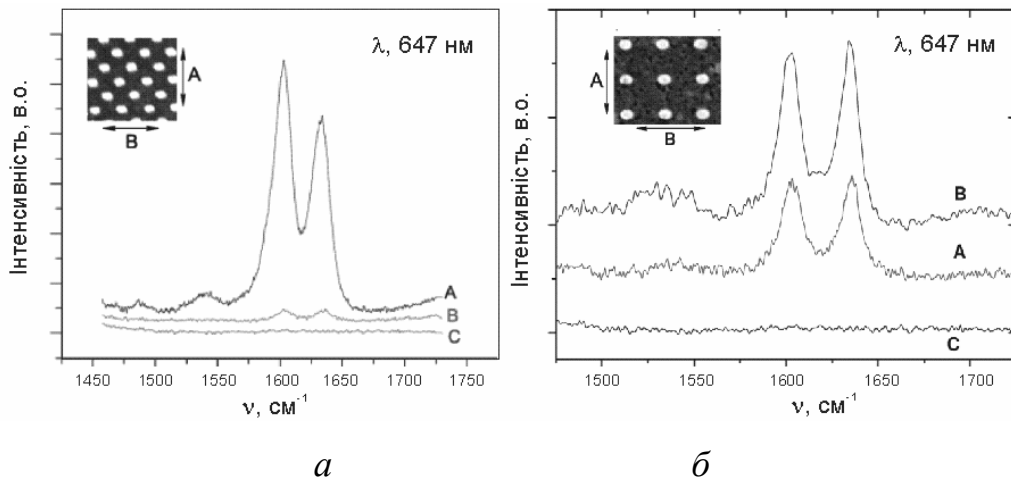 Інтенсивність, в.о.
λ, 647 нм
A
B
A
B
C
1450 1500 1550 1600 1650 1700 1750
ν, см⁻¹
а
Інтенсивність, в.о.
λ, 647 нм
A
B
B
A
C
1500 1550 1600 1650 1700
ν, см⁻¹
б